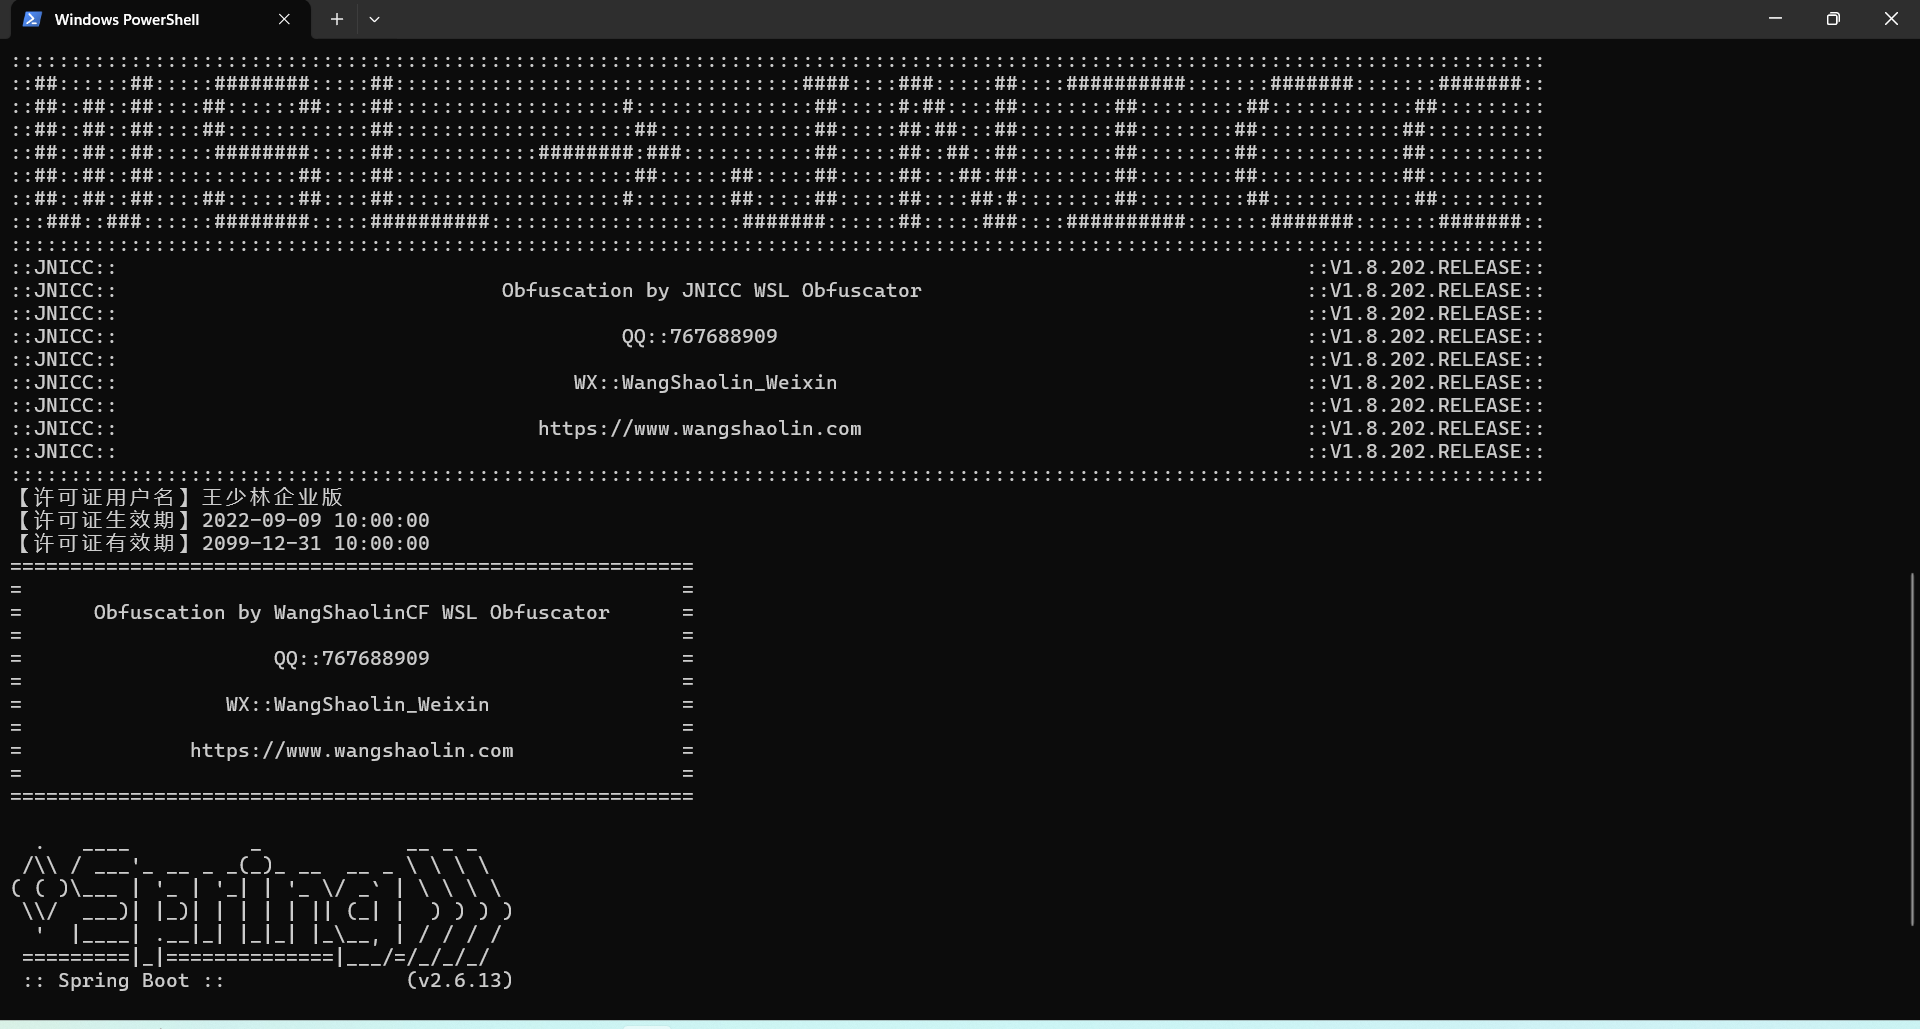 Windows PowerShell
::JNICC:: ::V1.8.202.RELEASE::
::JNICC:: Obfuscation by JNICC WSL Obfuscator ::V1.8.202.RELEASE::
::JNICC:: ::V1.8.202.RELEASE::
::JNICC:: QQ::767688909 ::V1.8.202.RELEASE::
::JNICC:: ::V1.8.202.RELEASE::
::JNICC:: WX::WangShaolin_Weixin ::V1.8.202.RELEASE::
::JNICC:: ::V1.8.202.RELEASE::
::JNICC:: https://www.wangshaolin.com ::V1.8.202.RELEASE::
::JNICC:: ::V1.8.202.RELEASE::
【许可证用户名】王少林企业版
【许可证生效期】2022-09-09 10:00:00
【许可证有效期】2099-12-31 10:00:00
= Obfuscation by WangShaolinCF WSL Obfuscator =
= QQ::767688909 =
= WX::WangShaolin_Weixin =
= https://www.wangshaolin.com =
Spring
:: Spring Boot :: (v2.6.13)